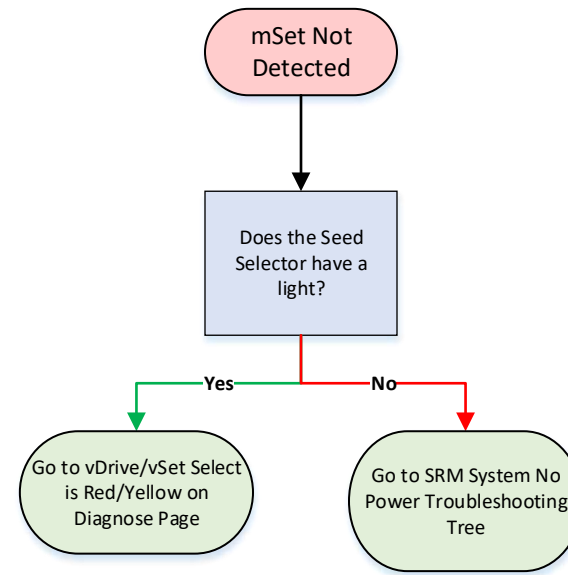 mSet Not
Detected
Does the Seed
Selector have a
light?
Yes
No
Go to vDrive/vSet Select
is Red/Yellow on
Diagnose Page
Go to SRM System No
Power Troubleshooting
Tree